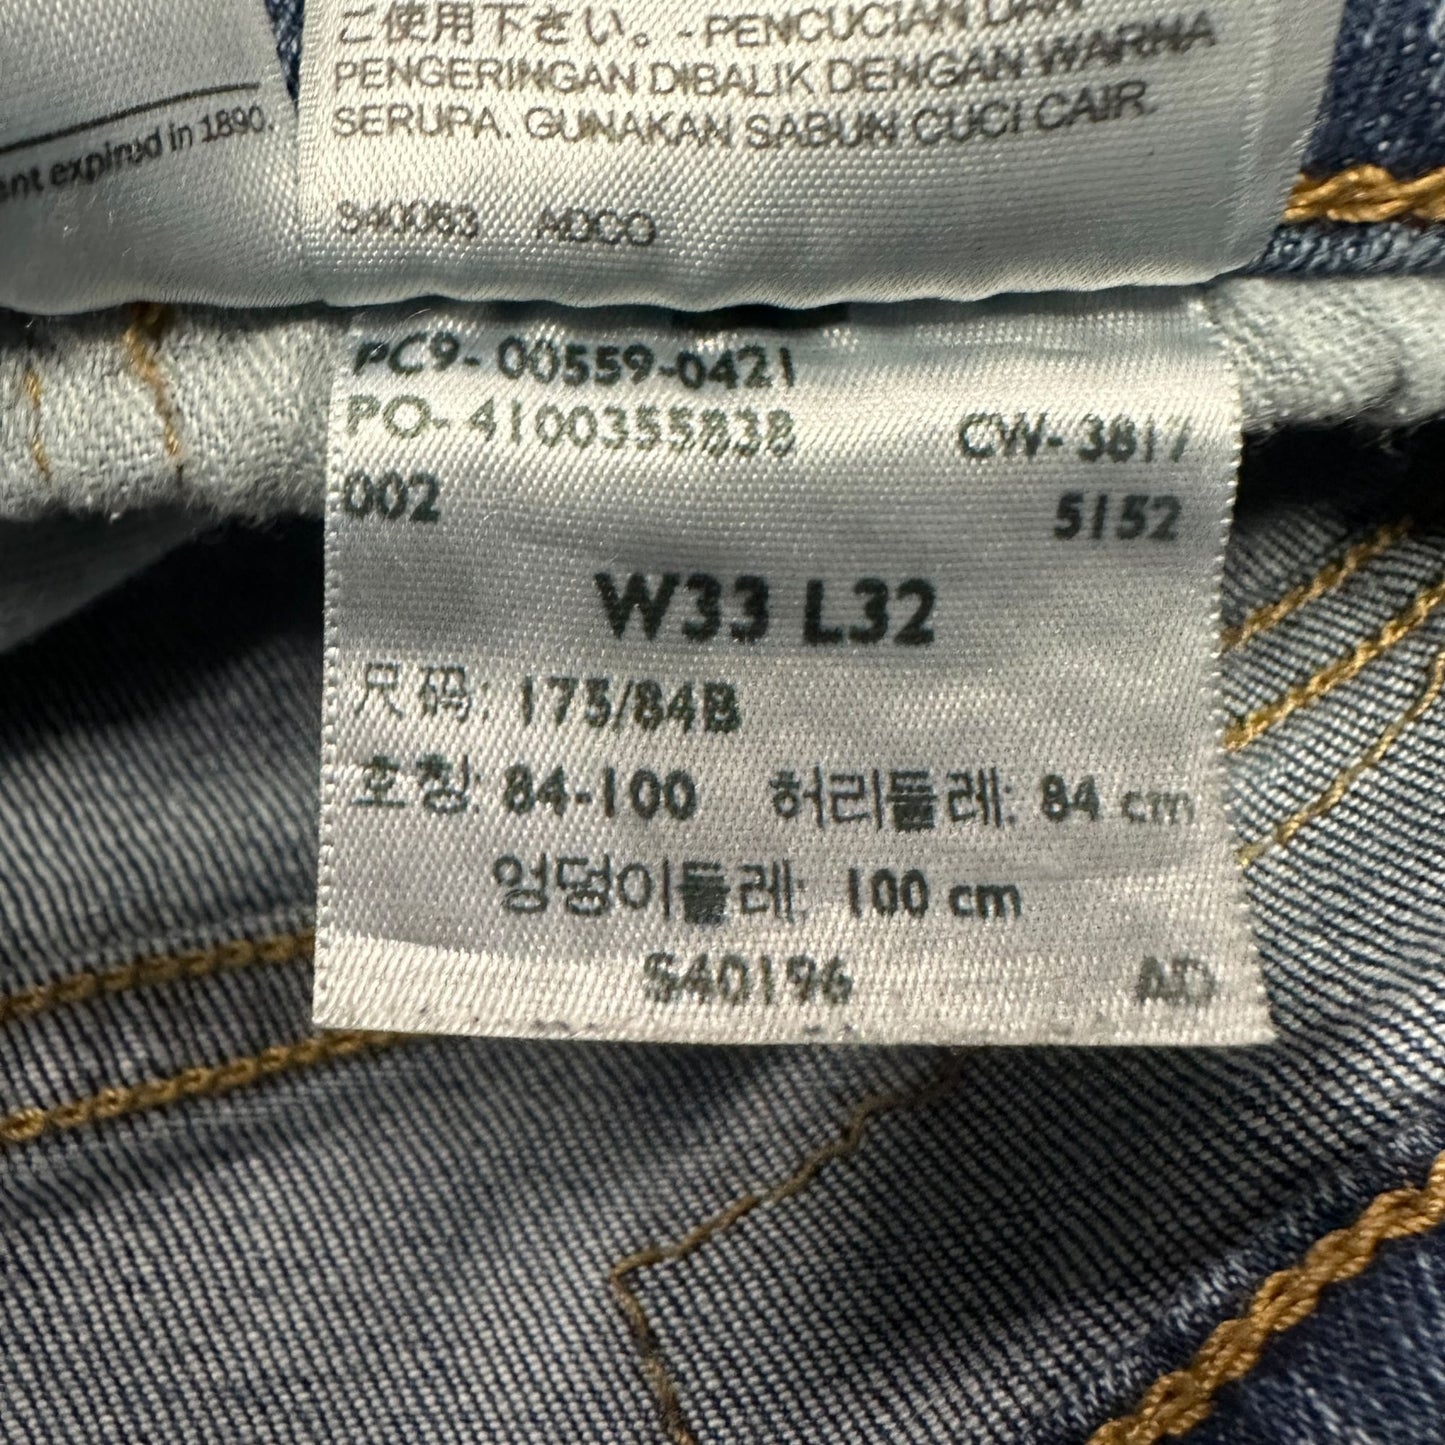 ent expired in 1890.
ご使用下さい。-PENCUCIAN DAN
PENGERINGAN DIBALIK DENGAN WARNA
SERUPA. GUNAKAN SABUN CUCI CAIR
S40063 ADCO
PC9-00559-0421
PO-4100355838 CW-3817
002 5152
W33 L32
尺码: 175/84B
호칭: 84-100 허리둘레: 84 cm
엉덩이둘레: 100 cm
S40196 AD